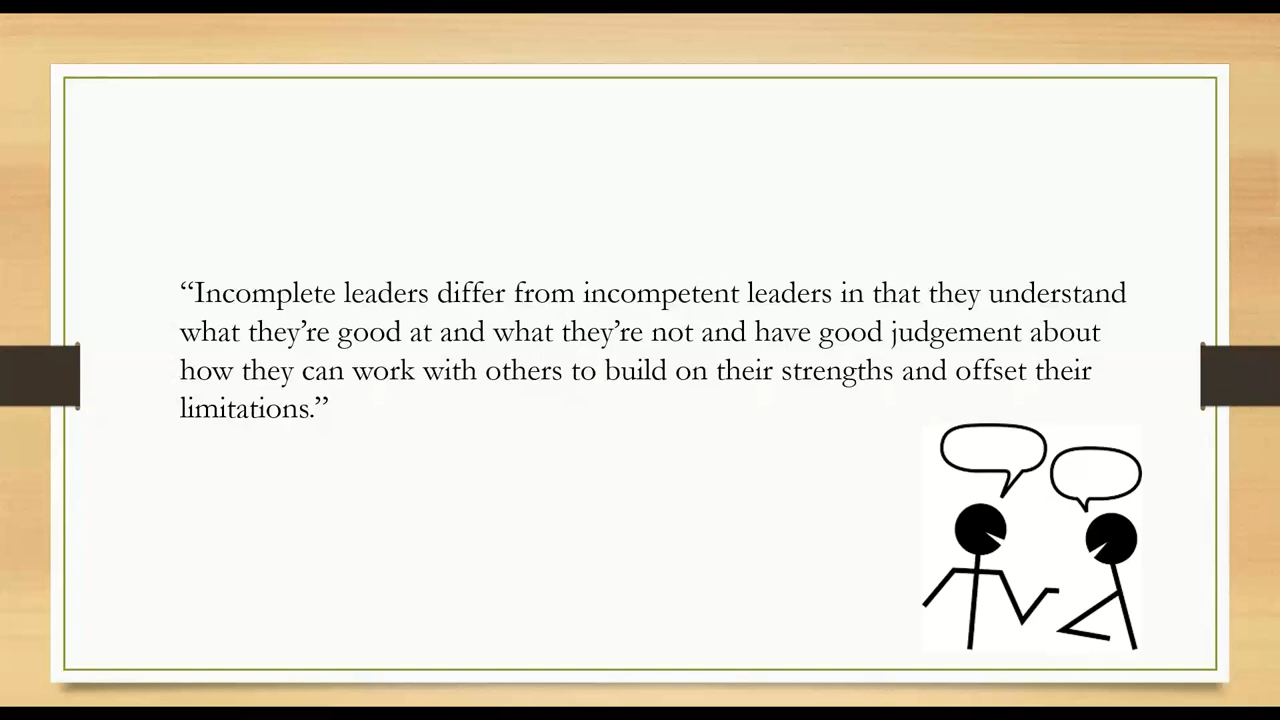 “Incomplete leaders differ from incompetent leaders in that they understand
what they’re good at and what they’re not and have good judgement about
how they can work with others to build on their strengths and offset their
limitations.”